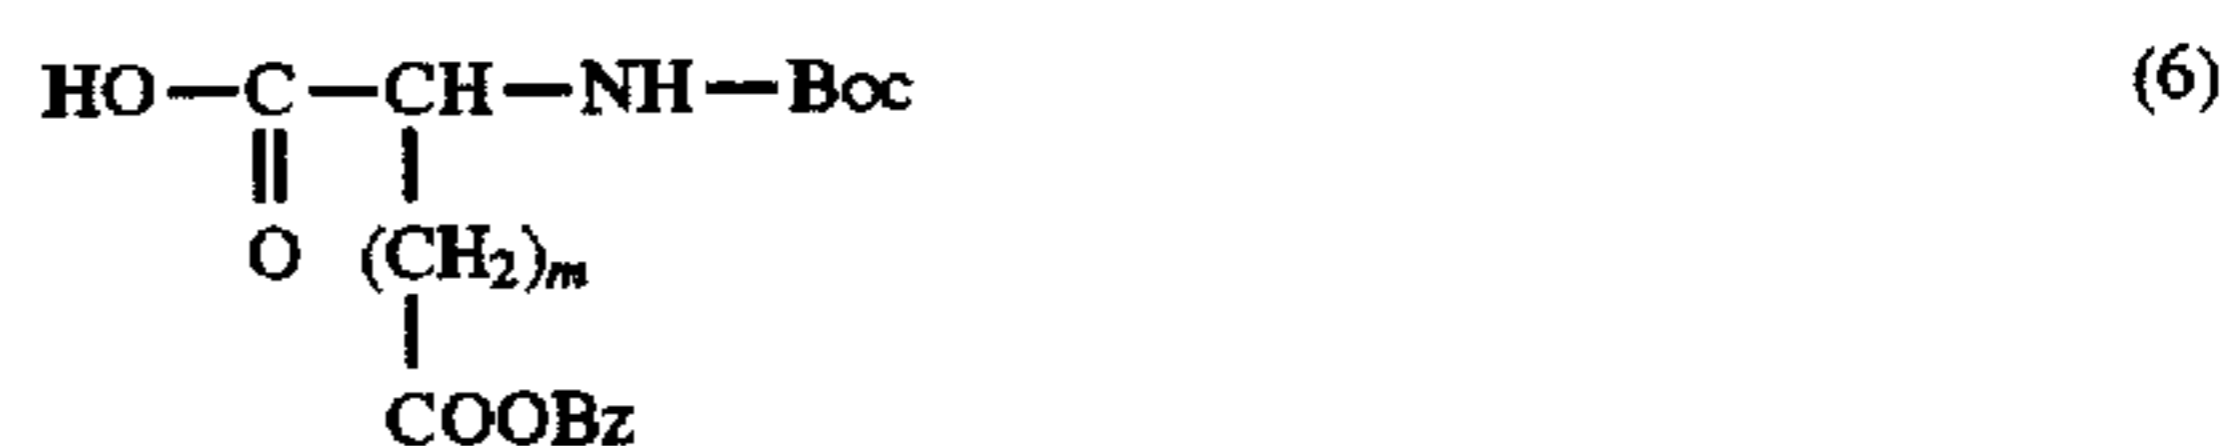 HO—C—CH—NH—Boc (6)
O (CH₂)ₘ
COOBz